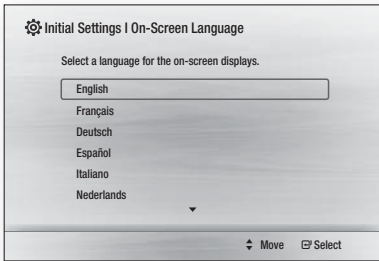 Initial Settings I On-Screen Language
Select a language for the on-screen displays.
English
Français
Deutsch
Español
Italiano
Nederlands
Move Select